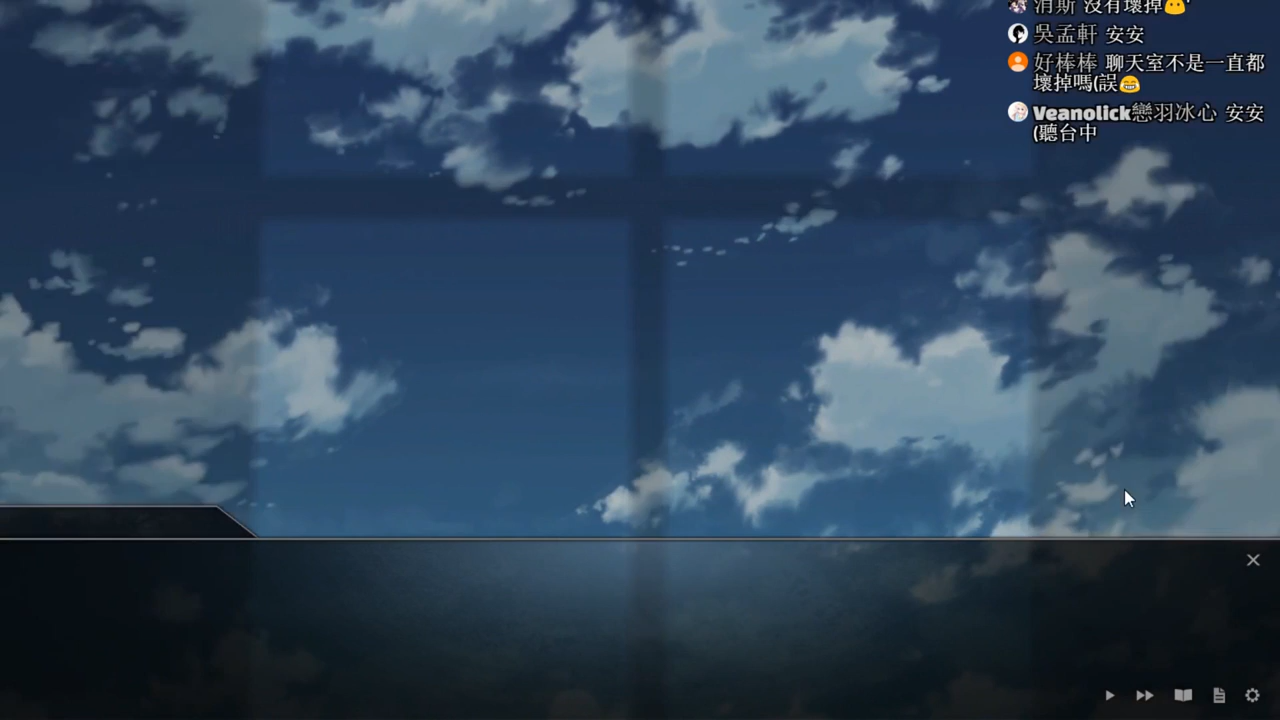 消斯 沒有壞掉😶
吳孟軒 安安
好棒棒 聊天室不是一直都
壞掉嗎(誤😂
Veanolick戀羽冰心 安安
(聽台中